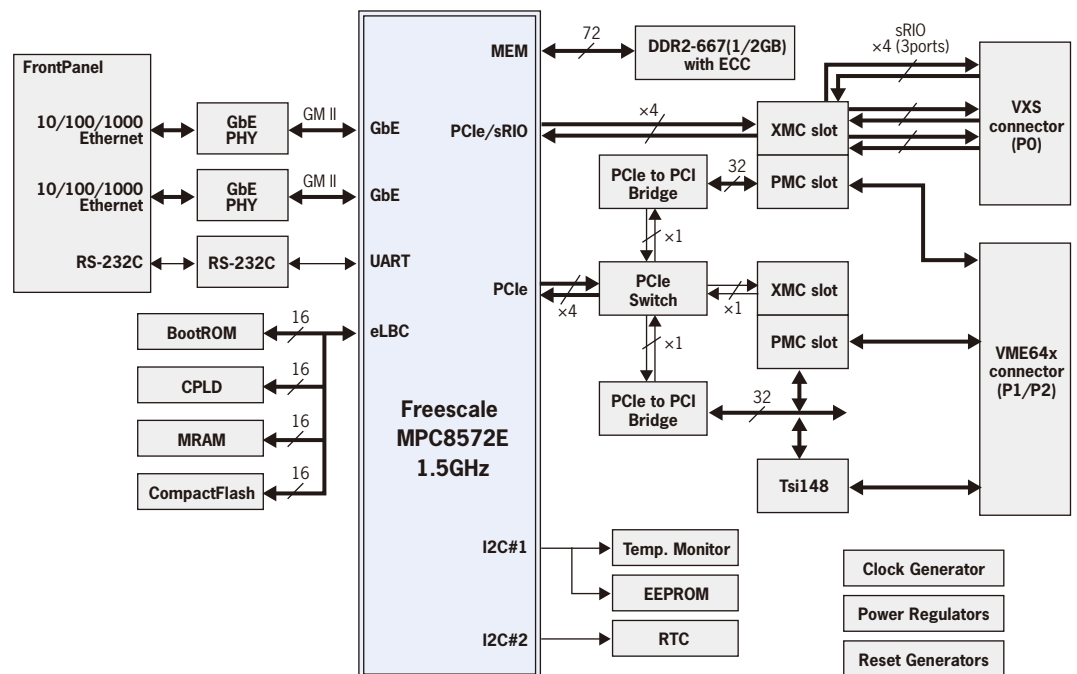 FrontPanel
10/100/1000
Ethernet
GbE
PHY
GM II
GbE
10/100/1000
Ethernet
GbE
PHY
GM II
GbE
RS-232C
RS-232C
UART
BootROM
16
eLBC
CPLD
16
MRAM
16
CompactFlash
16
Freescale
MPC8572E
1.5GHz
MEM
72
DDR2-667(1/2GB)
with ECC
PCIe/sRIO
×4
XMC slot
sRIO
×4 (3ports)
VXS
connector
(P0)
PCIe to PCI
Bridge
32
PMC slot
×1
PCIe
×4
PCIe
Switch
×1
XMC slot
PMC slot
×1
VME64x
connector
(P1/P2)
PCIe to PCI
Bridge
32
Tsi148
I2C#1
Temp. Monitor
EEPROM
I2C#2
RTC
Clock Generator
Power Regulators
Reset Generators